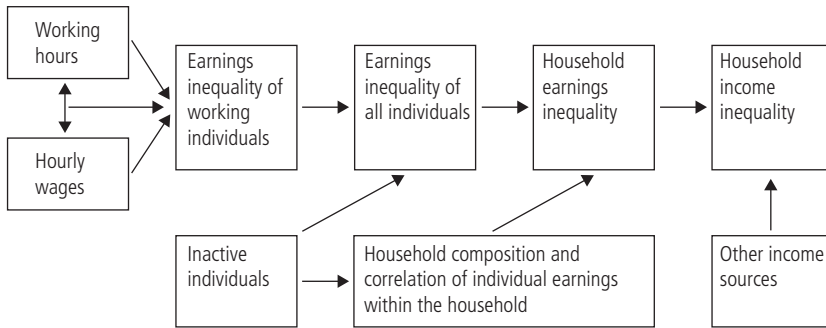 Working
hours
Hourly
wages
Earnings
inequality of
working
individuals
Earnings
inequality of
all individuals
Household
earnings
inequality
Household
income
inequality
Inactive
individuals
Household composition and
correlation of individual earnings
within the household
Other income
sources